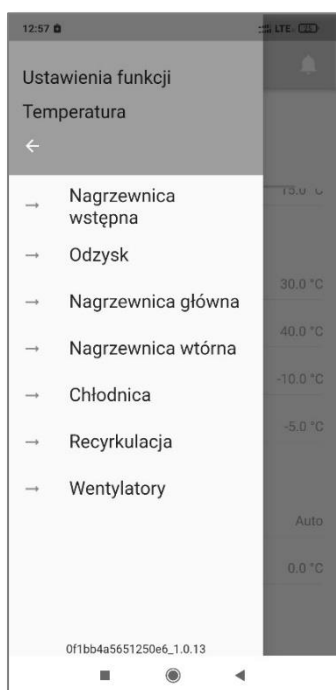 12:57
LTE
Ustawienia funkcji
Temperatura
Nagrzewnica
wstępna
Odzysk
Nagrzewnica główna
Nagrzewnica wtórna
Chłodnica
Recyrkulacja
Wentylatory
30.0 °C
40.0 °C
-10.0 °C
-5.0 °C
Auto
0.0 °C
0f1bb4a5651250e6_1.0.13